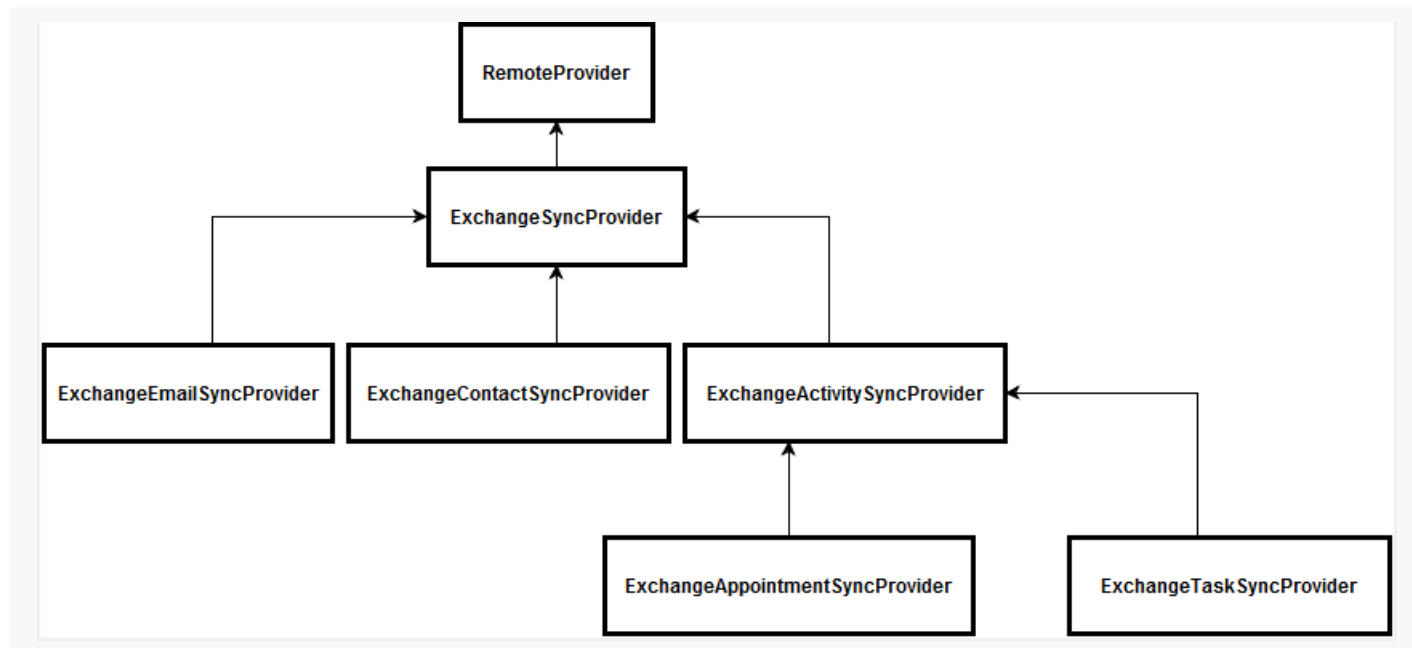 RemoteProvider
ExchangeSyncProvider
ExchangeEmailSyncProvider
ExchangeContactSyncProvider
ExchangeActivitySyncProvider
ExchangeAppointmentSyncProvider
ExchangeTaskSyncProvider